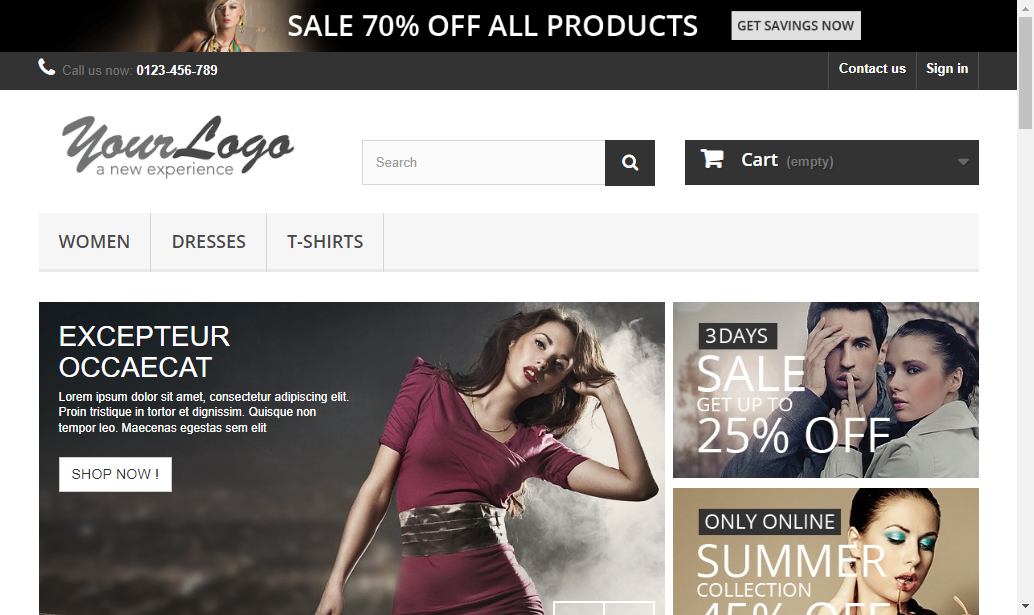 SALE 70% OFF ALL PRODUCTS
GET SAVINGS NOW
Call us now: 0123-456-789
Contact us
Sign in
YourLogo
a new experience
Search
Cart (empty)
WOMEN
DRESSES
T-SHIRTS
EXCEPTEUR
OCCAECAT
Lorem ipsum dolor sit amet, consectetur adipiscing elit.
Proin tristique in tortor et dignissim. Quisque non
tempor leo. Maecenas egestas sem elit
SHOP NOW !
3 DAYS
SALE
GET UP TO
25% OFF
ONLY ONLINE
SUMMER
COLLECTION
45% OFF